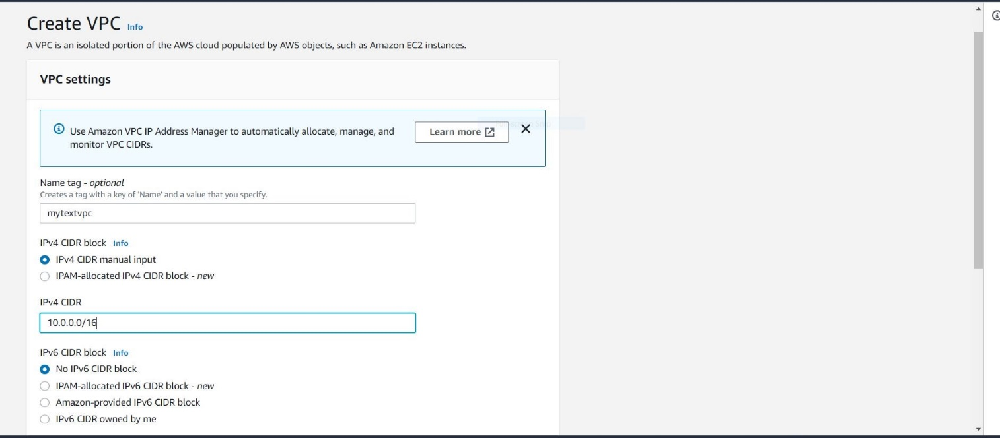 Create VPC Info
A VPC is an isolated portion of the AWS cloud populated by AWS objects, such as Amazon EC2 instances.
VPC settings
Use Amazon VPC IP Address Manager to automatically allocate, manage, and
monitor VPC CIDRs.
Learn more
Name tag - optional
Creates a tag with a key of 'Name' and a value that you specify.
mytextvpc
IPv4 CIDR block Info
IPv4 CIDR manual input
IPAM-allocated IPv4 CIDR block - new
IPv4 CIDR
10.0.0.0/16
IPv6 CIDR block Info
No IPv6 CIDR block
IPAM-allocated IPv6 CIDR block - new
Amazon-provided IPv6 CIDR block
IPv6 CIDR owned by me